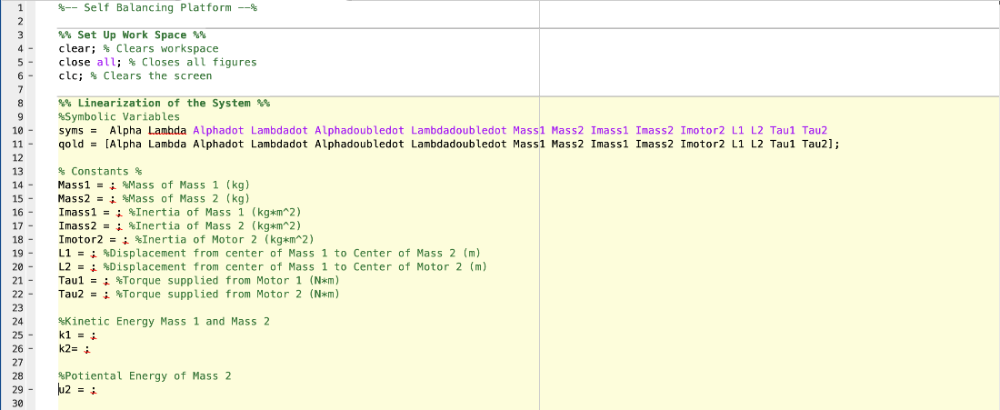 1 %-- Self Balancing Platform --%
2
3 %% Set Up Work Space %%
4 - clear; % Clears workspace
5 - close all; % Closes all figures
6 - clc; % Clears the screen
7
8 %% Linearization of the System %%
9 %Symbolic Variables
10 - syms =  Alpha Lambda Alphadot Lambdadot Alphadoubledot Lambdadoubledot Mass1 Mass2 Imass1 Imass2 Imotor2 L1 L2 Tau1 Tau2
11 - qold = [Alpha Lambda Alphadot Lambdadot Alphadoubledot Lambdadoubledot Mass1 Mass2 Imass1 Imass2 Imotor2 L1 L2 Tau1 Tau2];
12
13 % Constants %
14 - Mass1 = ; %Mass of Mass 1 (kg)
15 - Mass2 = ; %Mass of Mass 2 (kg)
16 - Imass1 = ; %Inertia of Mass 1 (kg*m^2)
17 - Imass2 = ; %Inertia of Mass 2 (kg*m^2)
18 - Imotor2 = ; %Inertia of Motor 2 (kg*m^2)
19 - L1 = ; %Displacement from center of Mass 1 to Center of Mass 2 (m)
20 - L2 = ; %Displacement from center of Mass 1 to Center of Motor 2 (m)
21 - Tau1 = ; %Torque supplied from Motor 1 (N*m)
22 - Tau2 = ; %Torque supplied from Motor 2 (N*m)
23
24 %Kinetic Energy Mass 1 and Mass 2
25 - k1 = ;
26 - k2= ;
27
28 %Potiental Energy of Mass 2
29 - u2 = ;
30